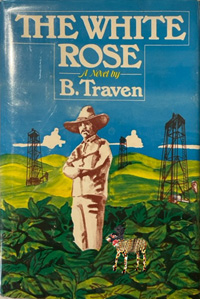 THE WHITE
ROSE
A Novel by
B. Traven